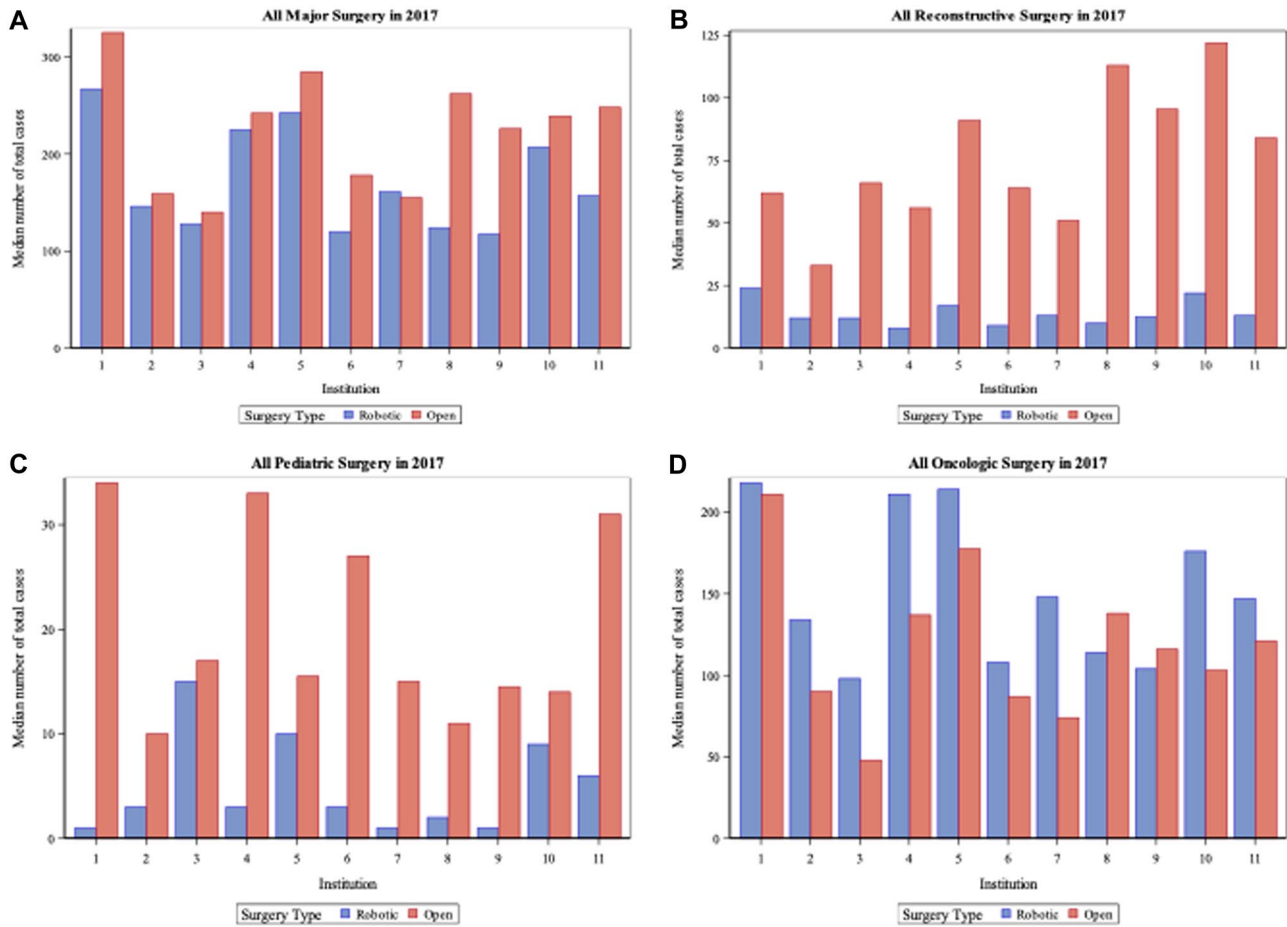 A
All Major Surgery in 2017
Median number of total cases
300
200
100
0
1 2 3 4 5 6 7 8 9 10 11
Institution
Surgery Type Robotic Open
B
All Reconstructive Surgery in 2017
Median number of total cases
125
100
75
50
25
0
1 2 3 4 5 6 7 8 9 10 11
Institution
Surgery Type Robotic Open
C
All Pediatric Surgery in 2017
Median number of total cases
30
20
10
0
1 2 3 4 5 6 7 8 9 10 11
Institution
Surgery Type Robotic Open
D
All Oncologic Surgery in 2017
Median number of total cases
200
150
100
50
0
1 2 3 4 5 6 7 8 9 10 11
Institution
Surgery Type Robotic Open